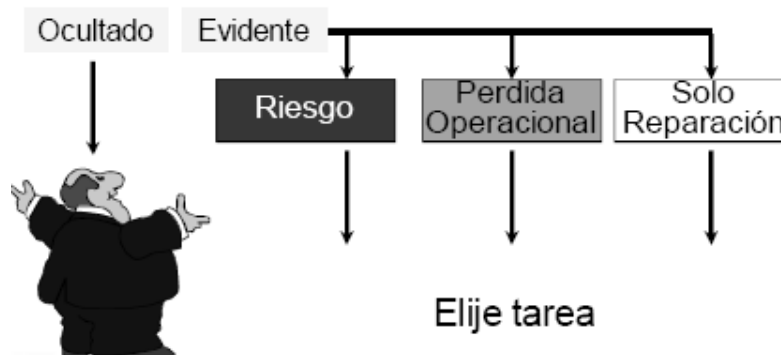 Ocultado
Evidente
Riesgo
Perdida
Operacional
Solo
Reparación
Elije tarea